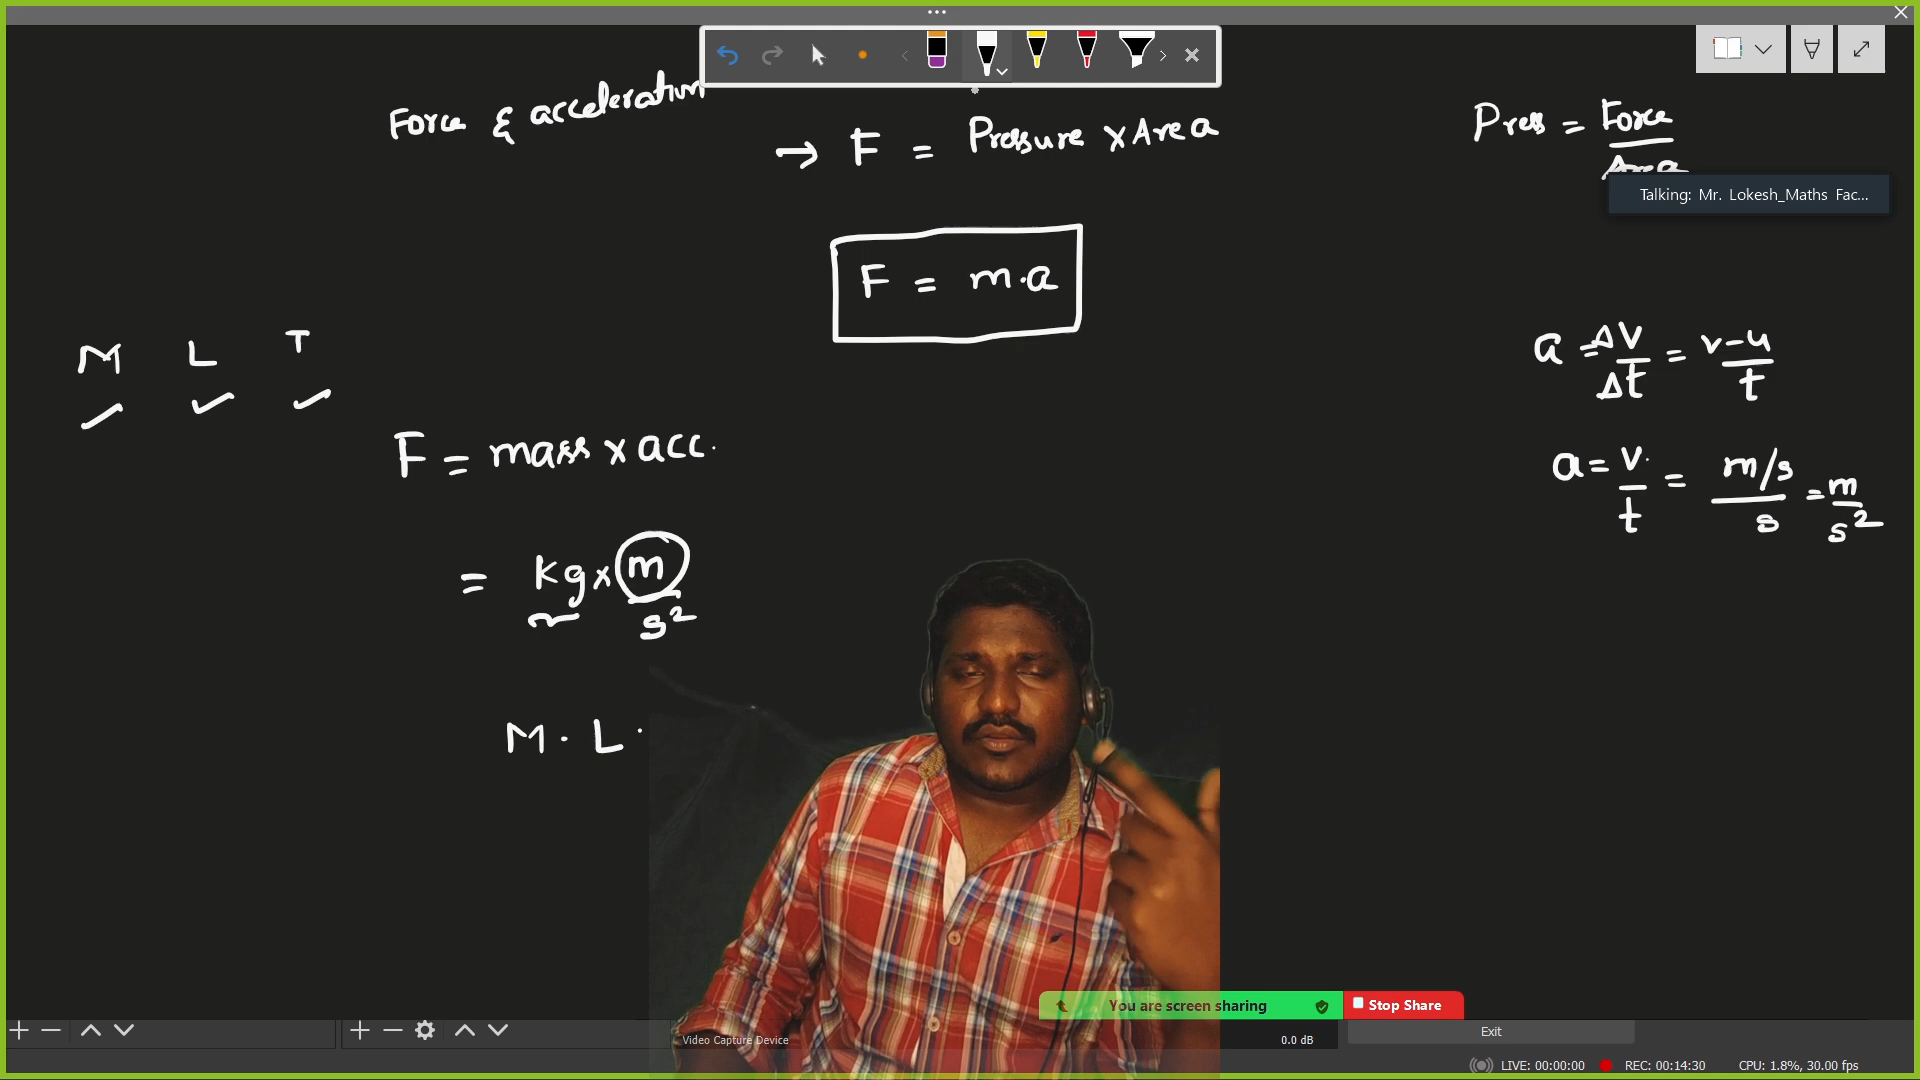 Force & acceleration
→ F = Pressure × Area
Press = Force / Area
Talking: Mr. Lokesh_Maths Fac...
F = m·a
M L T
a = ΔV / Δt = v-u / t
F = mass × acc.
a = v / t = m/s / s = m / s²
= Kg × m / s²
M · L ·
You are screen sharing
Stop Share
Exit
Video Capture Device
0.0 dB
LIVE: 00:00:00
REC: 00:14:30
CPU: 1.8%, 30.00 fps